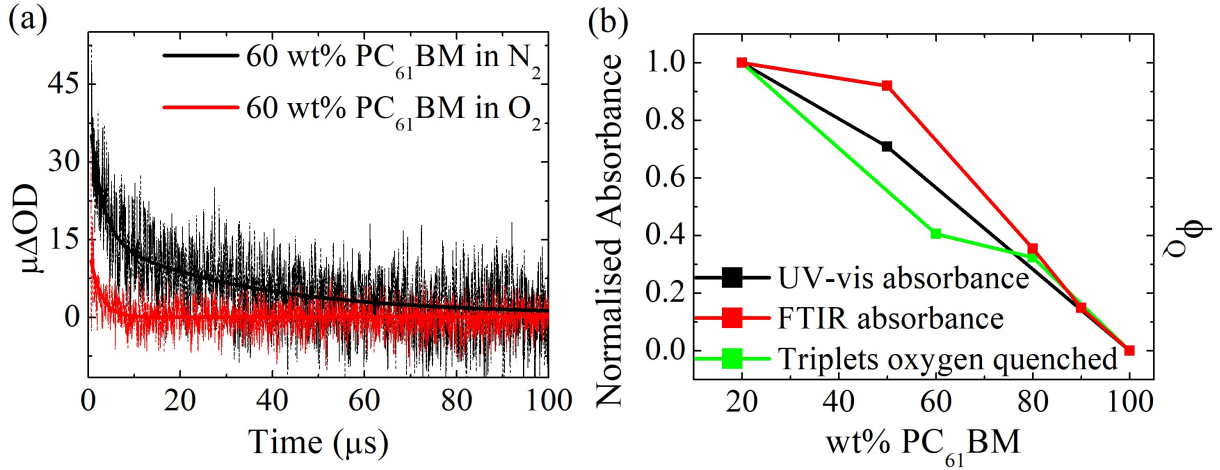 (a)
60 wt% PC₆₁BM in N₂
60 wt% PC₆₁BM in O₂
45
30
15
0
μΔOD
0 20 40 60 80 100
Time (μs)
(b)
1.0
0.8
0.6
0.4
0.2
0.0
Normalised Absorbance
ϕ_Q
UV-vis absorbance
FTIR absorbance
Triplets oxygen quenched
20 40 60 80 100
wt% PC₆₁BM